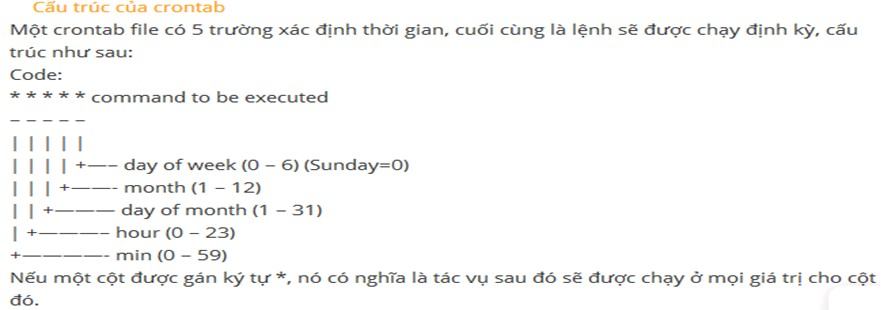 Cấu trúc của crontab
Một crontab file có 5 trường xác định thời gian, cuối cùng là lệnh sẽ được chạy định kỳ, cấu
trúc như sau:
Code:
* * * * * command to be executed
– – – – –
| | | | |
| | | | +—– day of week (0 – 6) (Sunday=0)
| | | +——- month (1 – 12)
| | +——— day of month (1 – 31)
| +———– hour (0 – 23)
+————- min (0 – 59)
Nếu một cột được gán ký tự *, nó có nghĩa là tác vụ sau đó sẽ được chạy ở mọi giá trị cho cột
đó.